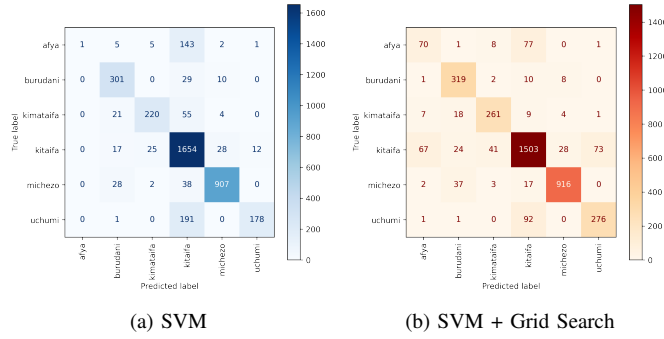 afya 1 5 5 143 2 1
burudani 0 301 0 29 10 0
kimataifa 0 21 220 55 4 0
kitaifa 0 17 25 1654 28 12
michezo 0 28 2 38 907 0
uchumi 0 1 0 191 0 178
afya burudani kimataifa kitaifa michezo uchumi
Predicted label
True label
1600
1400
1200
1000
800
600
400
200
0
(a) SVM
afya 70 1 8 77 0 1
burudani 1 319 2 10 8 0
kimataifa 7 18 261 9 4 1
kitaifa 67 24 41 1503 28 73
michezo 2 37 3 17 916 0
uchumi 1 1 0 92 0 276
afya burudani kimataifa kitaifa michezo uchumi
Predicted label
True label
1400
1200
1000
800
600
400
200
0
(b) SVM + Grid Search